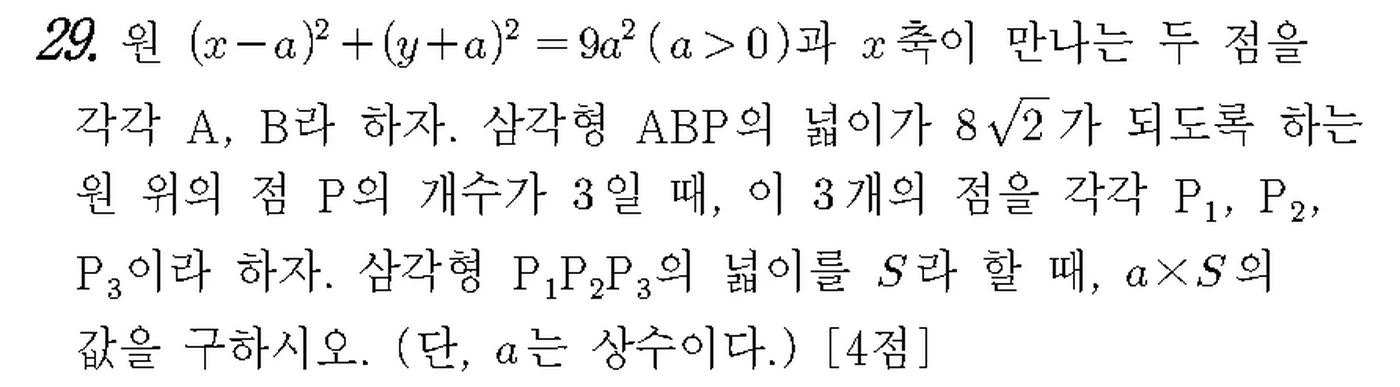 29. 원 (x-a)²+(y+a)²=9a²(a>0)과 x축이 만나는 두 점을
각각 A, B라 하자. 삼각형 ABP의 넓이가 8√2가 되도록 하는
원 위의 점 P의 개수가 3일 때, 이 3개의 점을 각각 P₁, P₂,
P₃이라 하자. 삼각형 P₁P₂P₃의 넓이를 S라 할 때, a×S의
값을 구하시오. (단, a는 상수이다.) [4점]